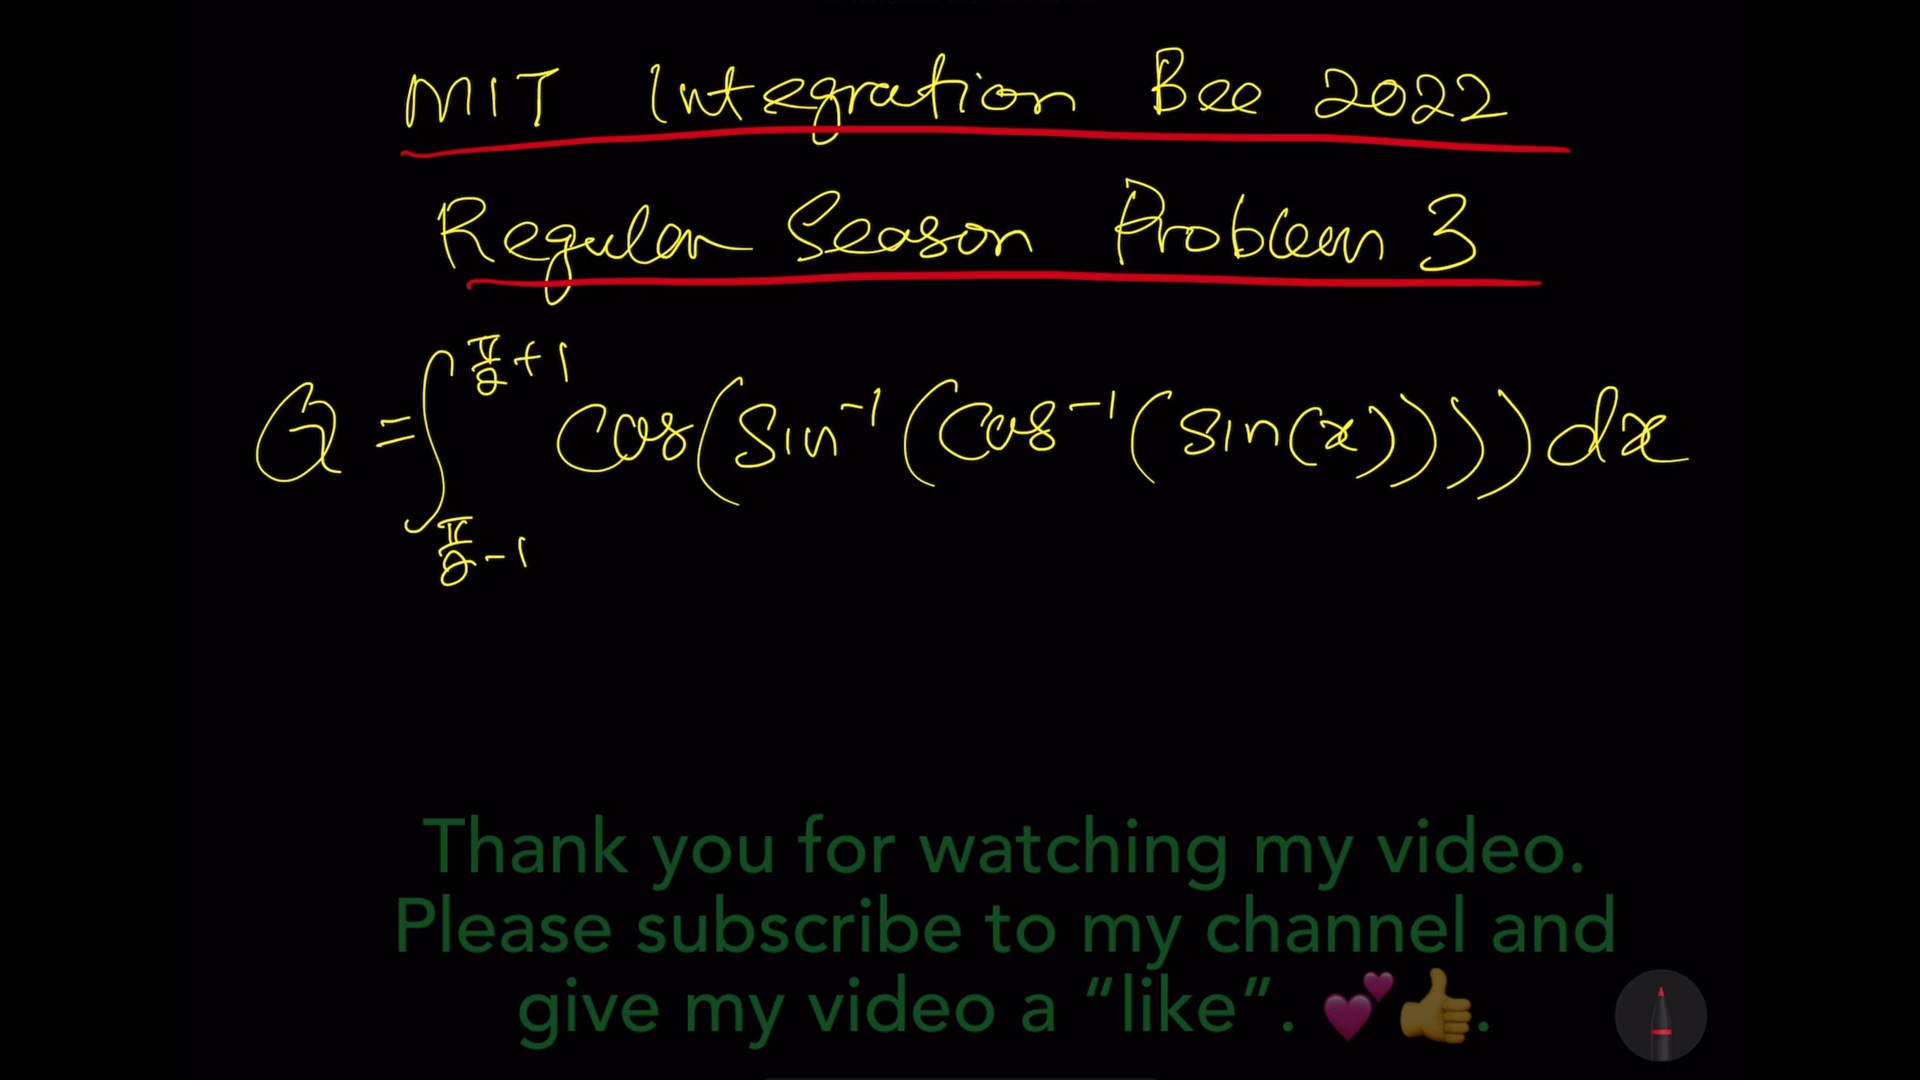 MIT Integration Bee 2022
Regular Season Problem 3
Q = ∫_{π/2 - 1}^{π/2 + 1} cos(sin⁻¹(cos⁻¹(sin(x)))) dx
Thank you for watching my video.
Please subscribe to my channel and
give my video a “like”. 💕👍.